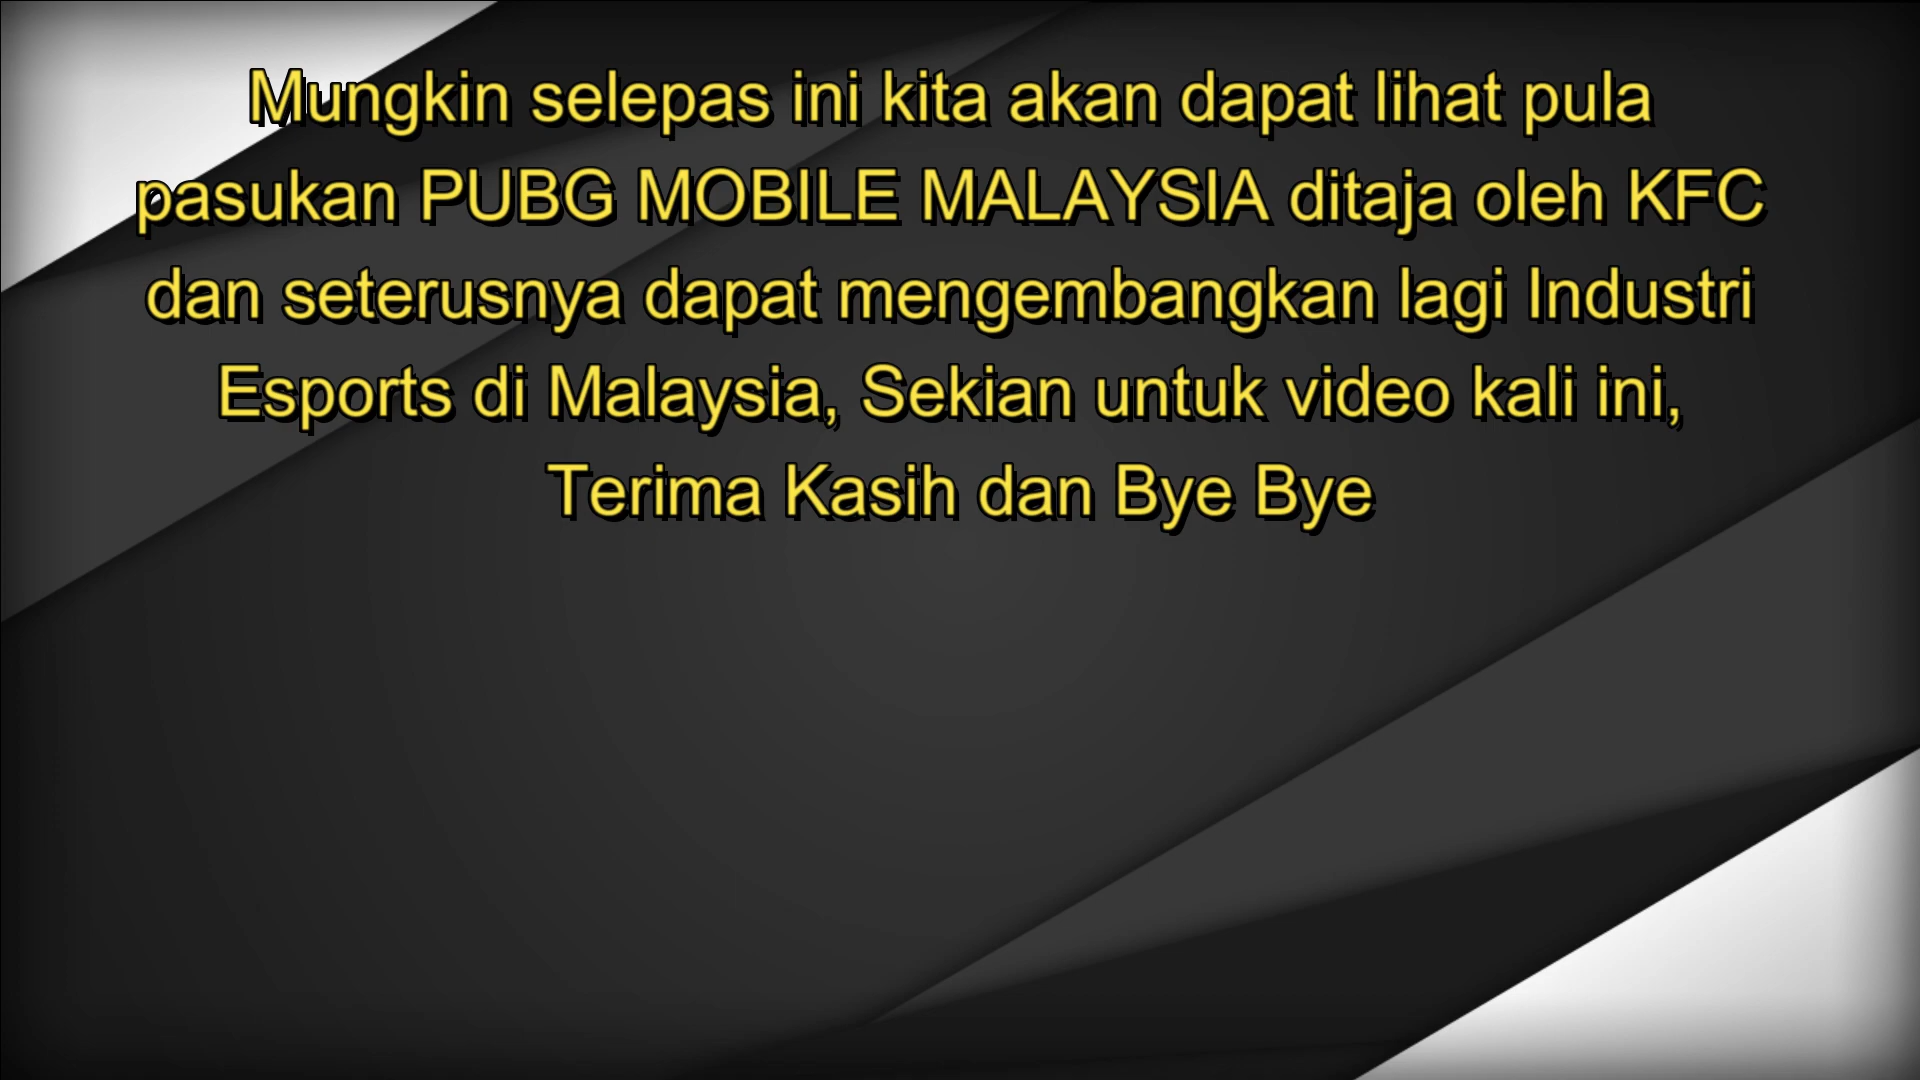 Mungkin selepas ini kita akan dapat lihat pula
pasukan PUBG MOBILE MALAYSIA ditaja oleh KFC
dan seterusnya dapat mengembangkan lagi Industri
Esports di Malaysia, Sekian untuk video kali ini,
Terima Kasih dan Bye Bye